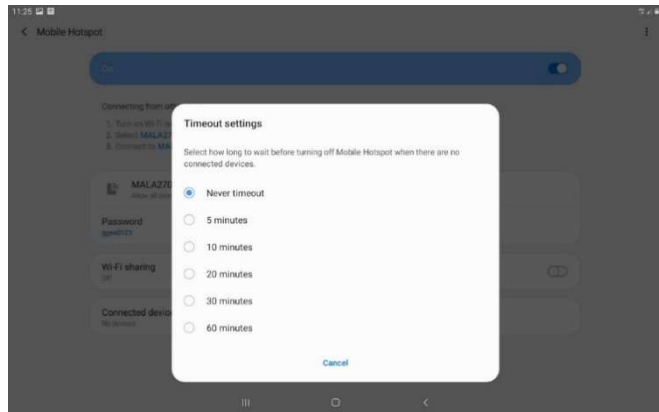 11:25
Mobile Hotspot
On
Connecting from
1. Turn on Wi-Fi
2. Select MALA27
3. Connect to MA
Timeout settings
Select how long to wait before turning off Mobile Hotspot when there are no
connected devices.
Never timeout
5 minutes
10 minutes
20 minutes
30 minutes
60 minutes
Cancel
MALA270
Password
Wi-Fi sharing
Off
Connected devic
No devices